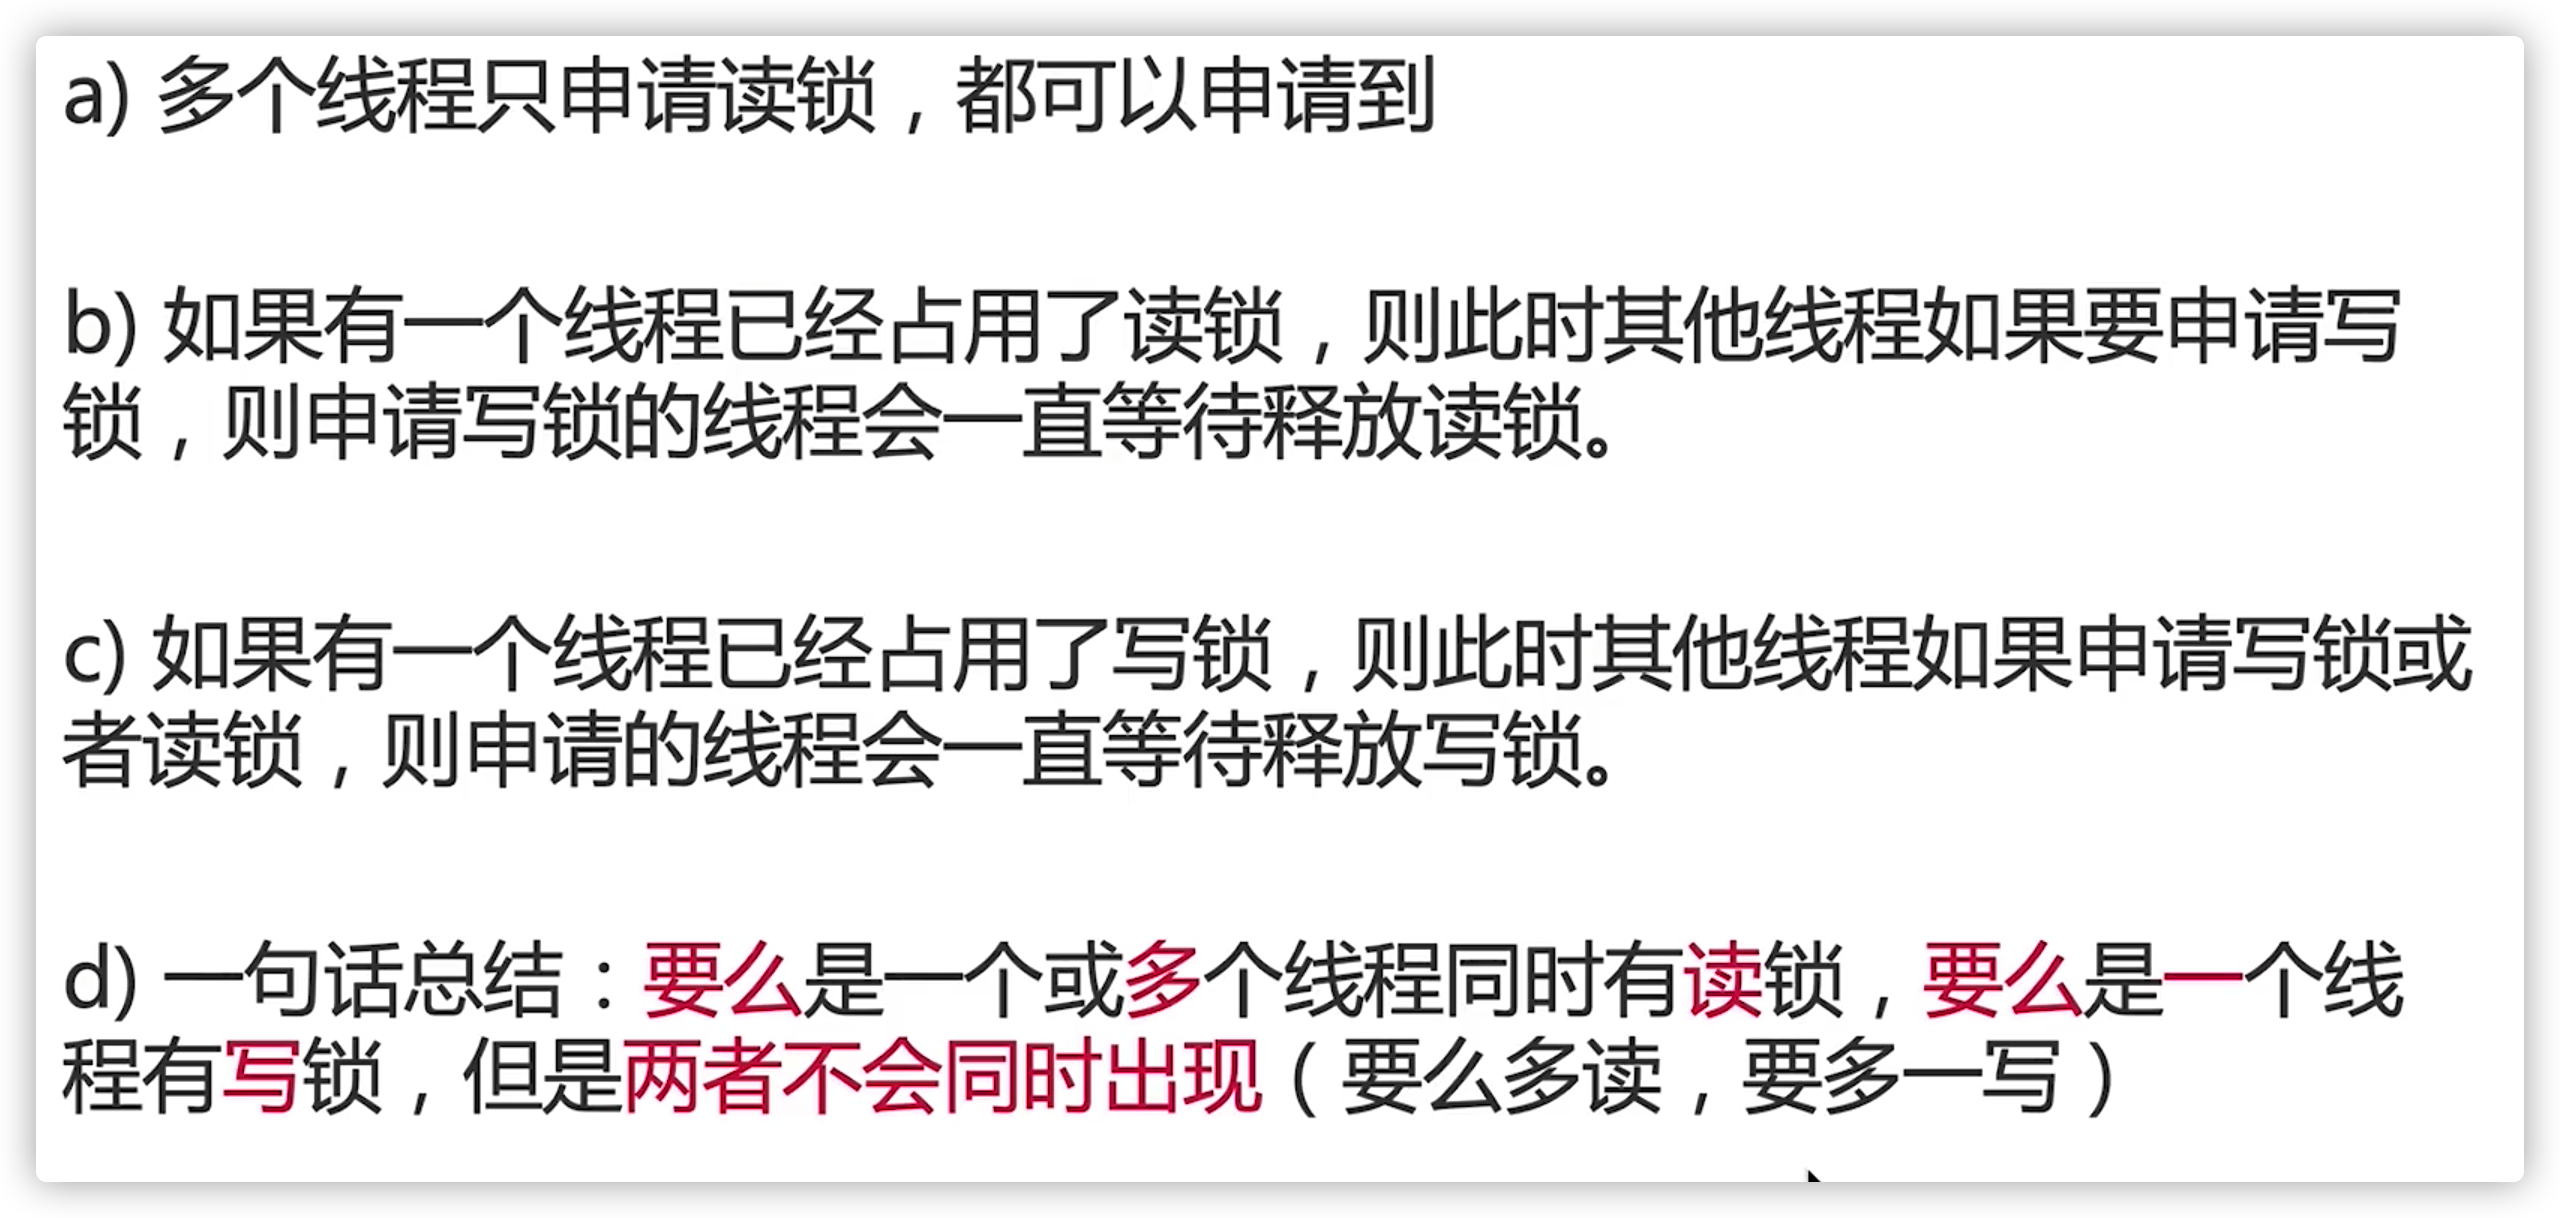 a) 多个线程只申请读锁，都可以申请到
b) 如果有一个线程已经占用了读锁，则此时其他线程如果要申请写
锁，则申请写锁的线程会一直等待释放读锁。
c) 如果有一个线程已经占用了写锁，则此时其他线程如果申请写锁或
者读锁，则申请的线程会一直等待释放写锁。
d) 一句话总结：要么是一个或多个线程同时有读锁，要么是一个线
程有写锁，但是两者不会同时出现（要么多读，要多一写）